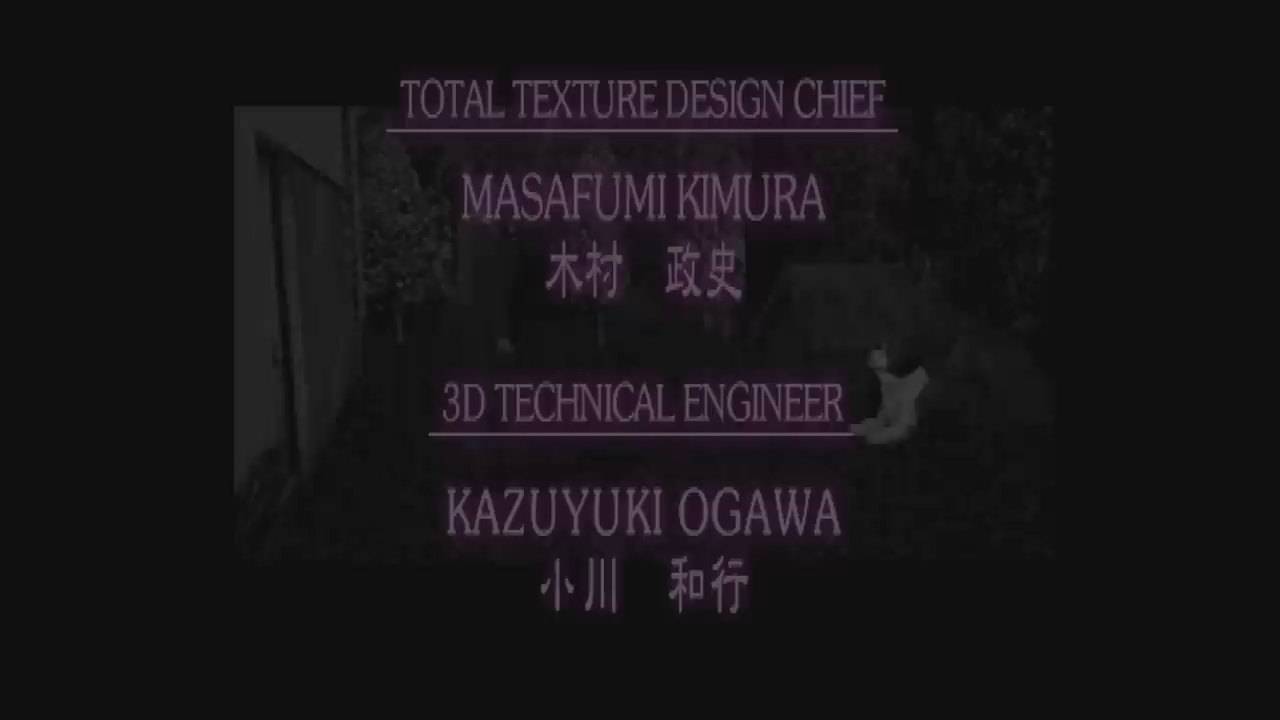 TOTAL TEXTURE DESIGN CHIEF
MASAFUMI KIMURA
木村　政史
3D TECHNICAL ENGINEER
KAZUYUKI OGAWA
小川　和行